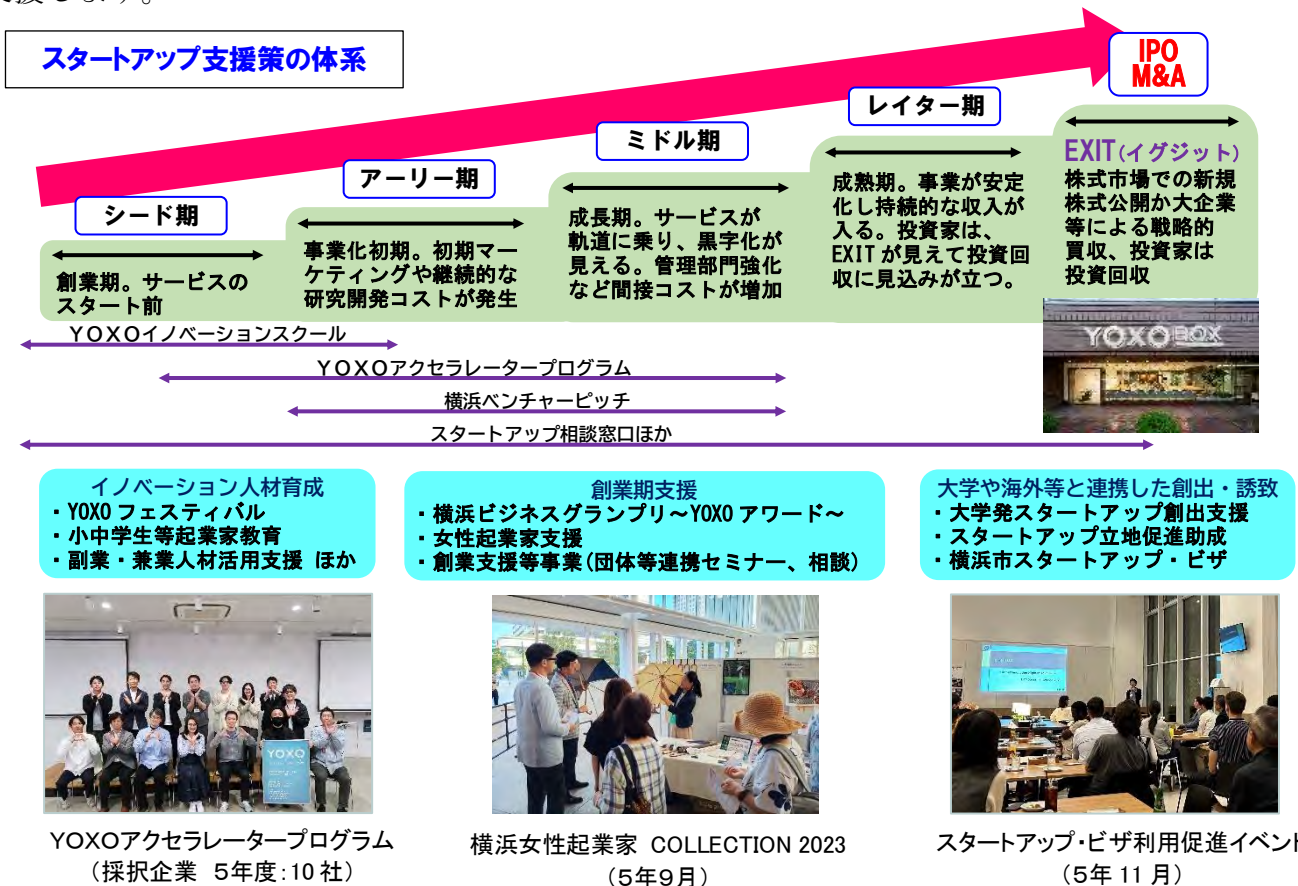 援します。
スタートアップ支援策の体系
IPO
M&A
レイター期
ミドル期
アーリー期
シード期
創業期。サービスの
スタート前
事業化初期。初期マー
ケティングや継続的な
研究開発コストが発生
成長期。サービスが
軌道に乗り、黒字化が
見える。管理部門強化
など間接コストが増加
成熟期。事業が安定
化し持続的な収入が
入る。投資家は、
EXITが見えて投資回
収に見込みが立つ。
EXIT(イグジット)
株式市場での新規
株式公開か大企業
等による戦略的
買収、投資家は
投資回収
YOXO BOX
YOXOイノベーションスクール
YOXOアクセラレータープログラム
横浜ベンチャーピッチ
スタートアップ相談窓口ほか
イノベーション人材育成
・YOXO フェスティバル
・小中学生等起業家教育
・副業・兼業人材活用支援 ほか
創業期支援
・横浜ビジネスグランプリ～YOXO アワード～
・女性起業家支援
・創業支援等事業(団体等連携セミナー、相談)
大学や海外等と連携した創出・誘致
・大学発スタートアップ創出支援
・スタートアップ立地促進助成
・横浜市スタートアップ・ビザ
YOXO
YOXOアクセラレータープログラム
（採択企業 5年度：10 社）
横浜女性起業家 COLLECTION 2023
（5年9月）
スタートアップ・ビザ利用促進イベント
（5年 11 月）